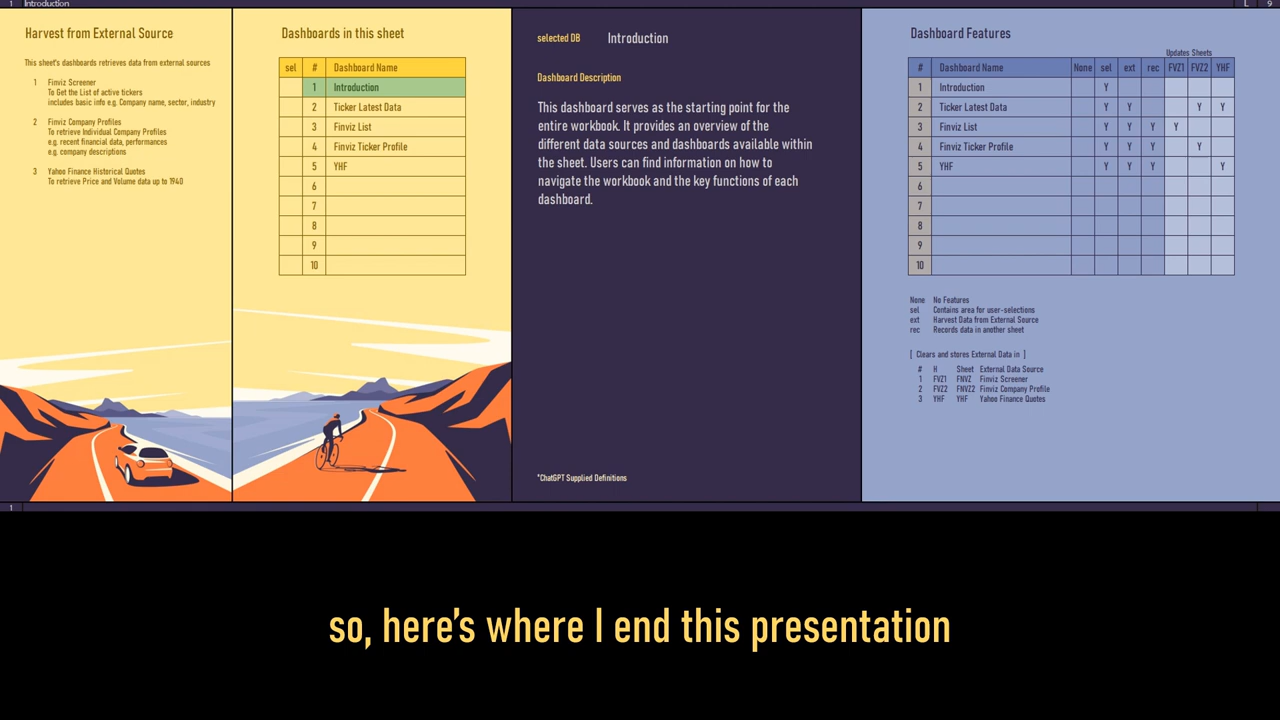 1 Introduction L 9
Harvest from External Source
This sheet's dashboards retrieves data from external sources
1 Finviz Screener
To Get the List of active tickers
includes basic info e.g. Company name, sector, industry
2 Finviz Company Profiles
To retrieve Individual Company Profiles
e.g. recent financial data, performances
e.g. company descriptions
3 Yahoo Finance Historical Quotes
To retrieve Price and Volume data up to 1940
Dashboards in this sheet
sel # Dashboard Name
1 Introduction
2 Ticker Latest Data
3 Finviz List
4 Finviz Ticker Profile
5 YHF
6
7
8
9
10
selected DB Introduction
Dashboard Description
This dashboard serves as the starting point for the
entire workbook. It provides an overview of the
different data sources and dashboards available within
the sheet. Users can find information on how to
navigate the workbook and the key functions of each
dashboard.
*ChatGPT Supplied Definitions
Dashboard Features
Updates Sheets
# Dashboard Name None sel ext rec FVZ1 FVZ2 YHF
1 Introduction Y
2 Ticker Latest Data Y Y Y Y
3 Finviz List Y Y Y Y
4 Finviz Ticker Profile Y Y Y Y
5 YHF Y Y Y Y
6
7
8
9
10
None No Features
sel Contains area for user-selections
ext Harvest Data from External Source
rec Records data in another sheet
[ Clears and stores External Data in ]
# H Sheet External Data Source
1 FVZ1 FNVZ Finviz Screener
2 FVZ2 FNVZ2 Finviz Company Profile
3 YHF YHF Yahoo Finance Quotes
1
so, here's where I end this presentation